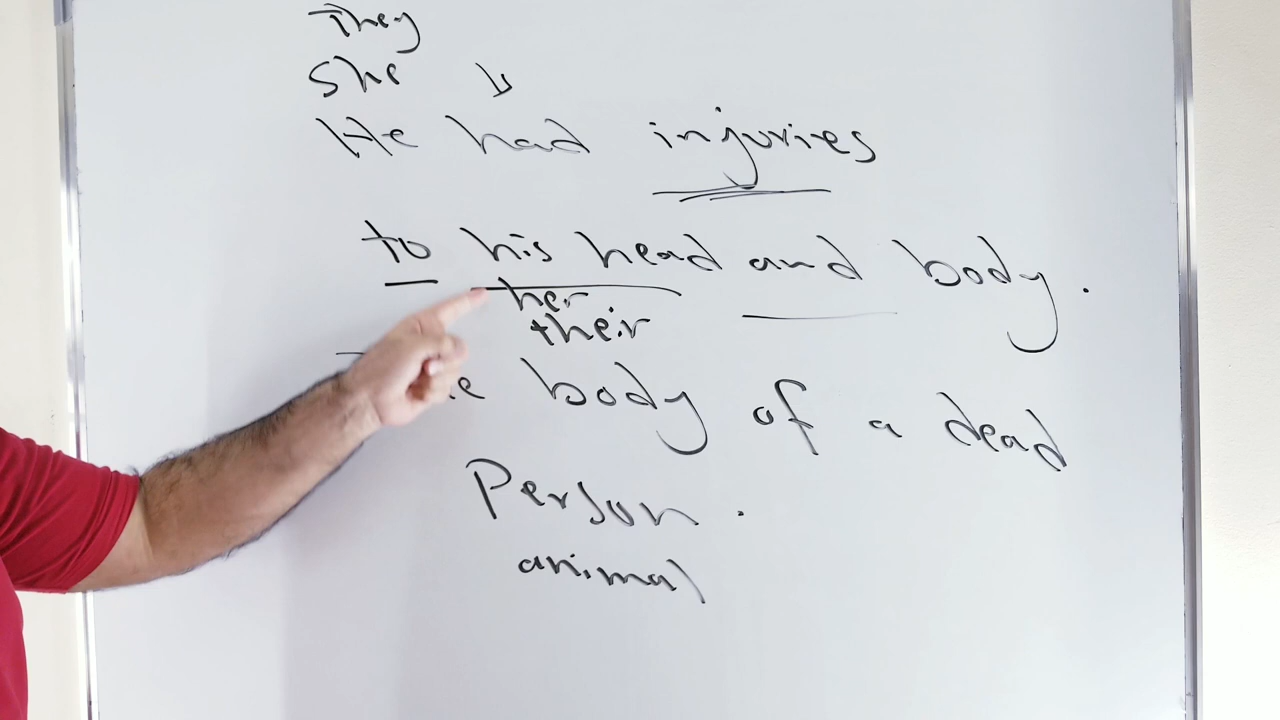 they
she
He had injuries
to his head and body.
her
their
body of a dead
Person.
animal